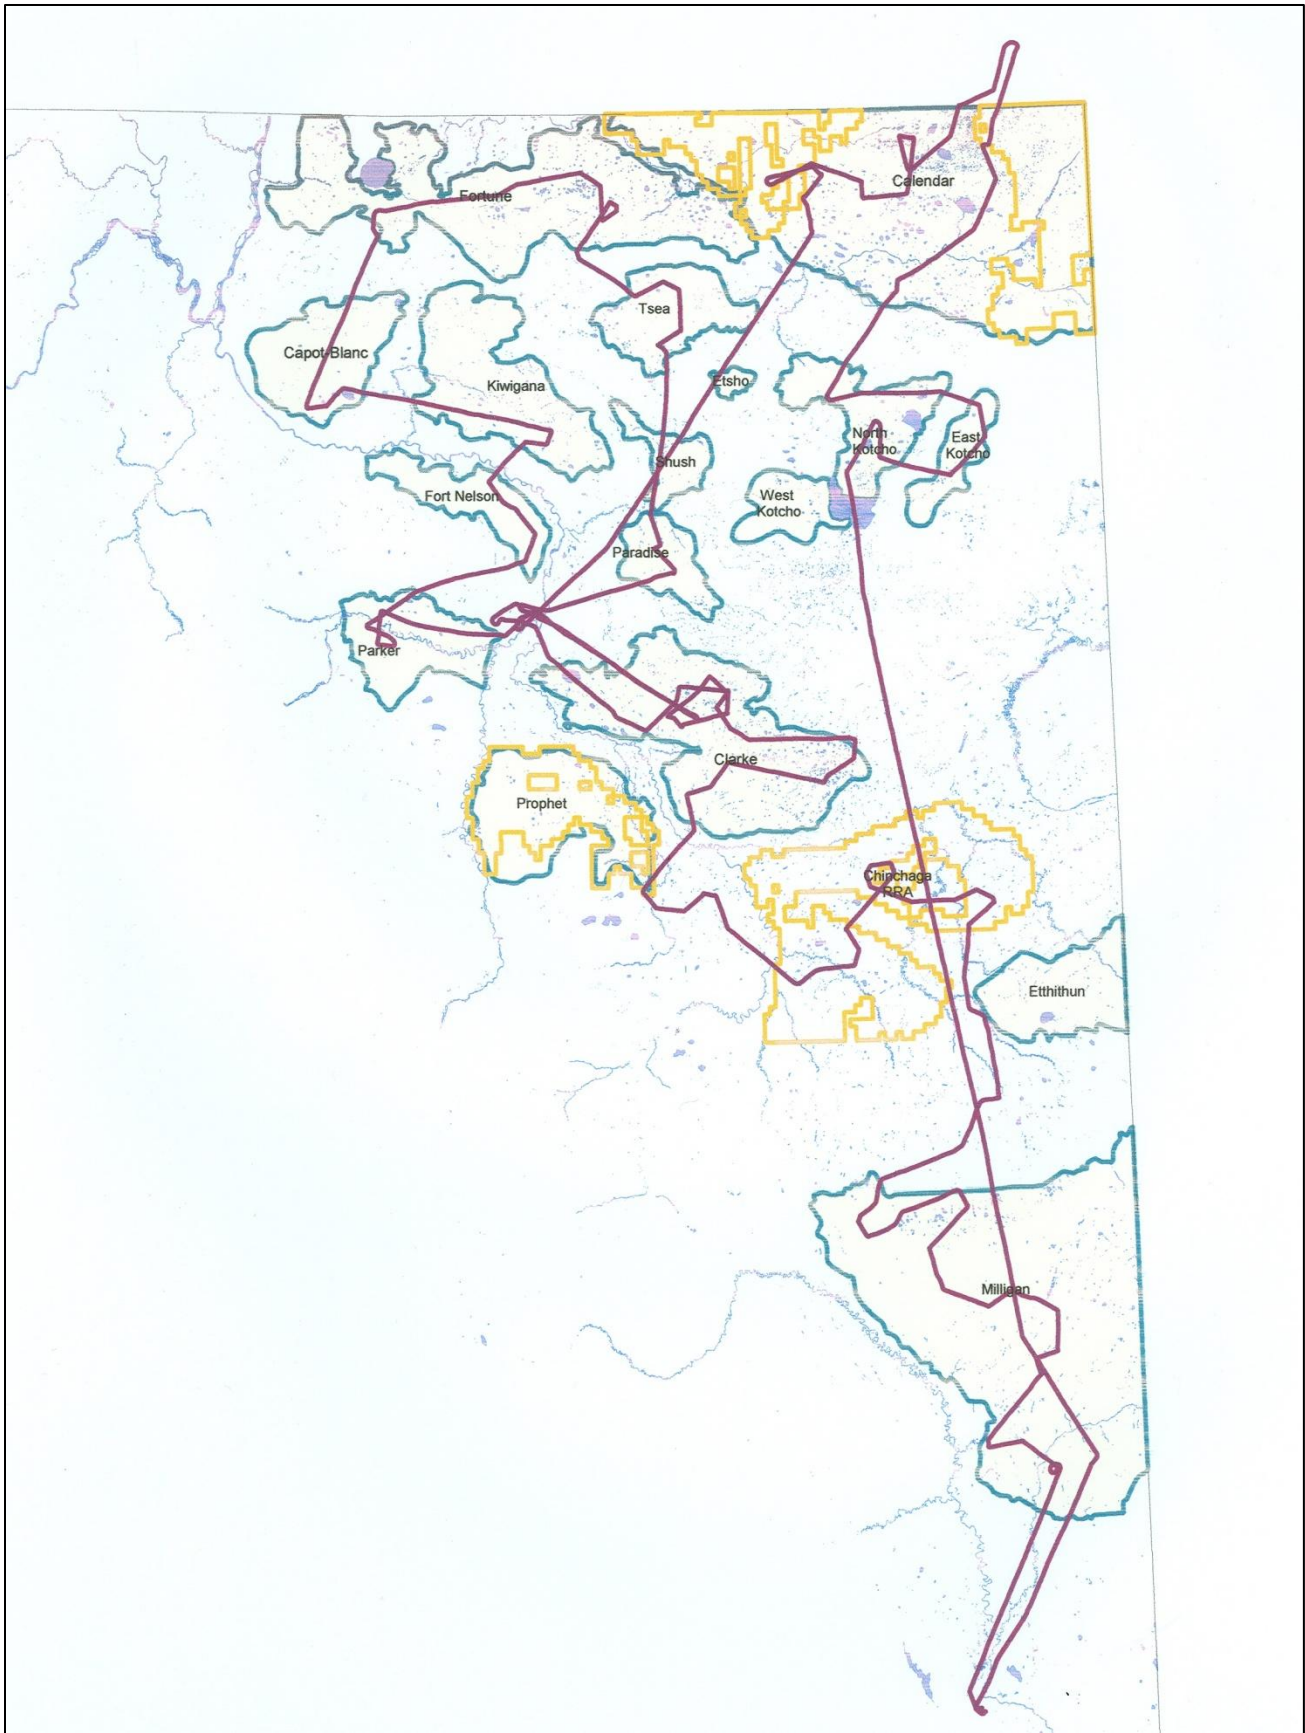 Calendar
Fortune
Tsea
Capot-Blanc
Etsho
Kiwigana
North
Kotcho
East
Kotcho
Shush
Fort Nelson
West
Kotcho
Paradise
Parker
Clarke
Prophet
Chinchaga
RRA
Etthithun
Milligan